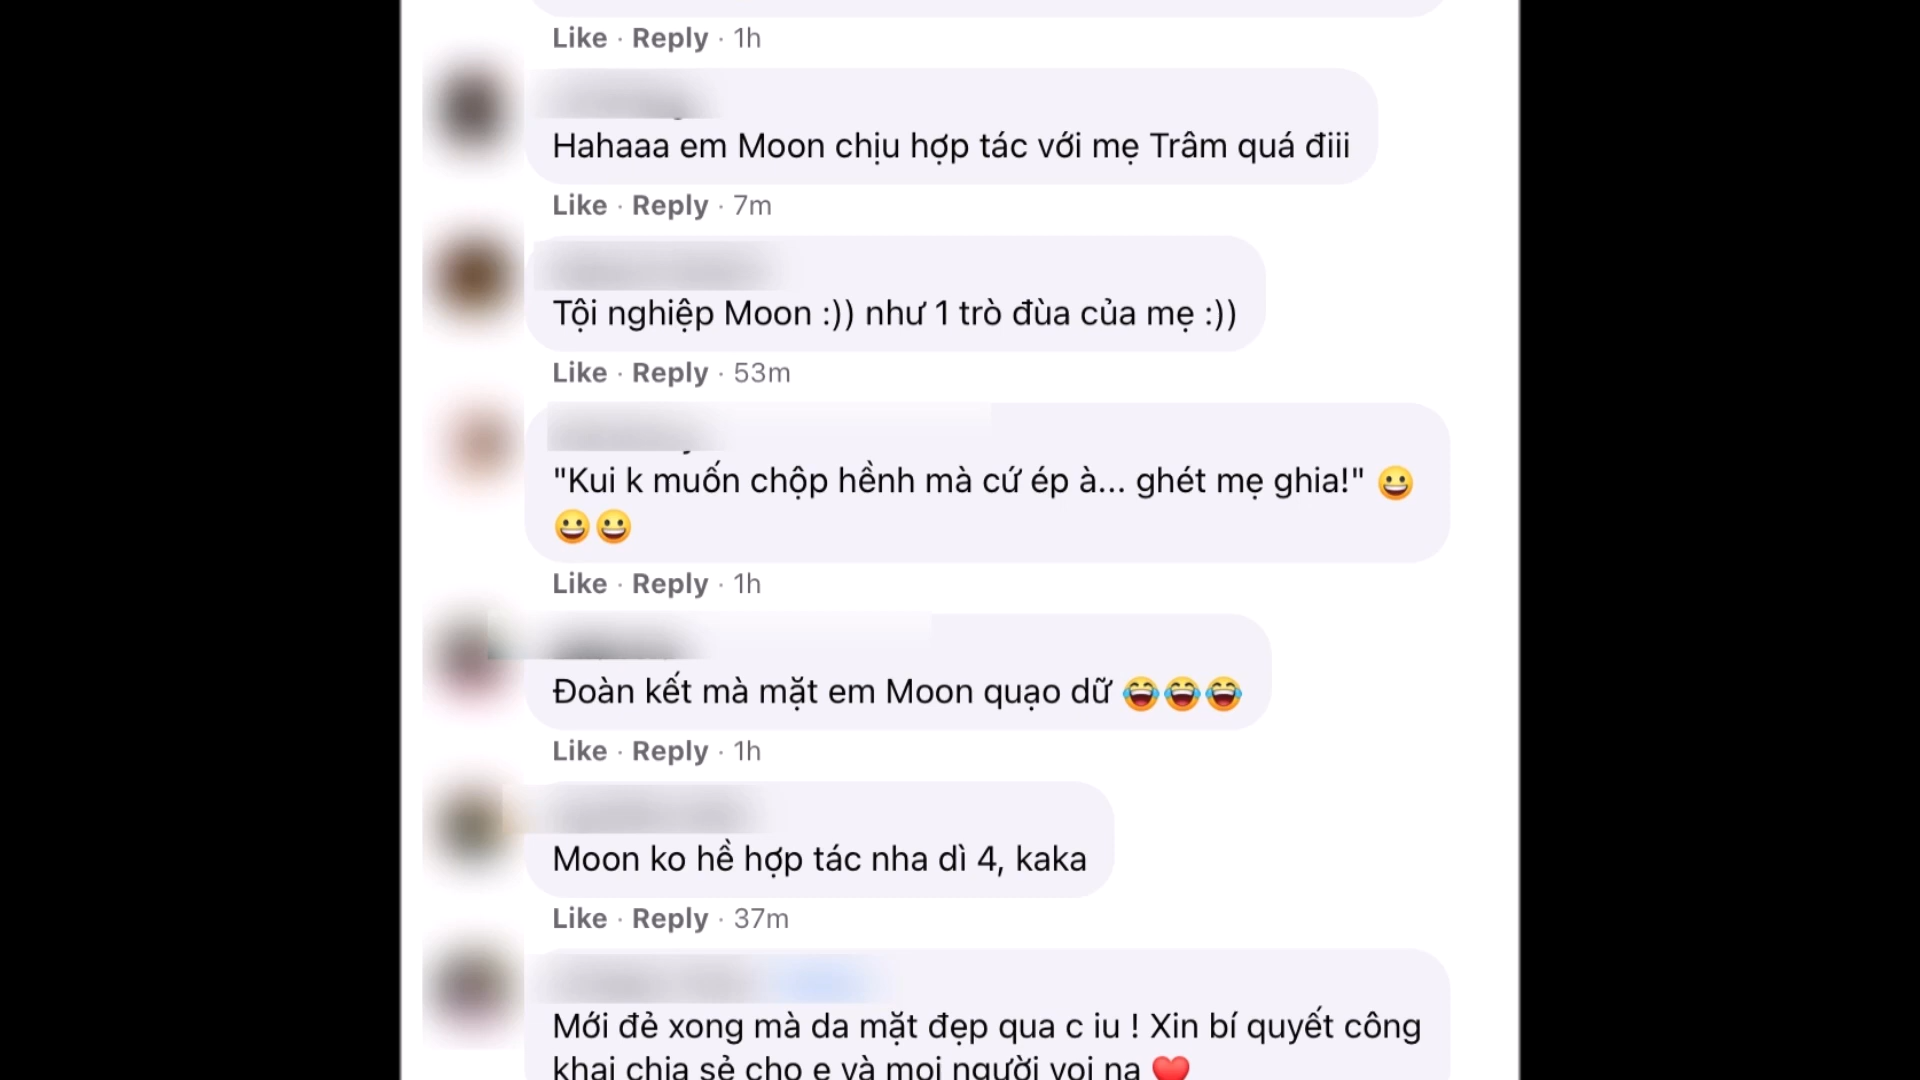 Like · Reply · 1h
Hahaaa em Moon chịu hợp tác với mẹ Trâm quá điii
Like · Reply · 7m
Tội nghiệp Moon :)) như 1 trò đùa của mẹ :))
Like · Reply · 53m
"Kui k muốn chộp hềnh mà cứ ép à... ghét mẹ ghia!" 😀
😀😀
Like · Reply · 1h
Đoàn kết mà mặt em Moon quạo dữ 😂😂😂
Like · Reply · 1h
Moon ko hề hợp tác nha dì 4, kaka
Like · Reply · 37m
Mới đẻ xong mà da mặt đẹp qua c iu ! Xin bí quyết công
khai chia sẻ cho e và mọi người vọi nạ ❤️